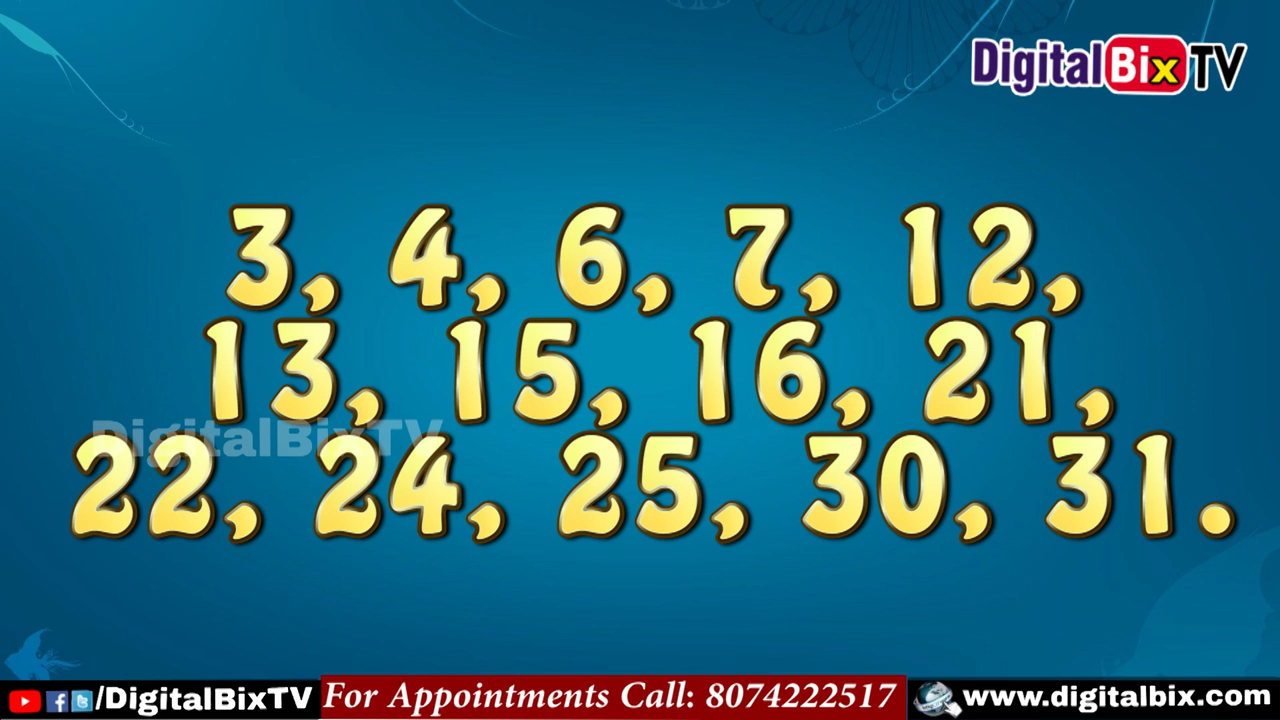 DigitalBixTV
3, 4, 6, 7, 12,
13, 15, 16, 21,
DigitalBixTV
22, 24, 25, 30, 31.
/DigitalBixTV For Appointments Call: 8074222517 www.digitalbix.com